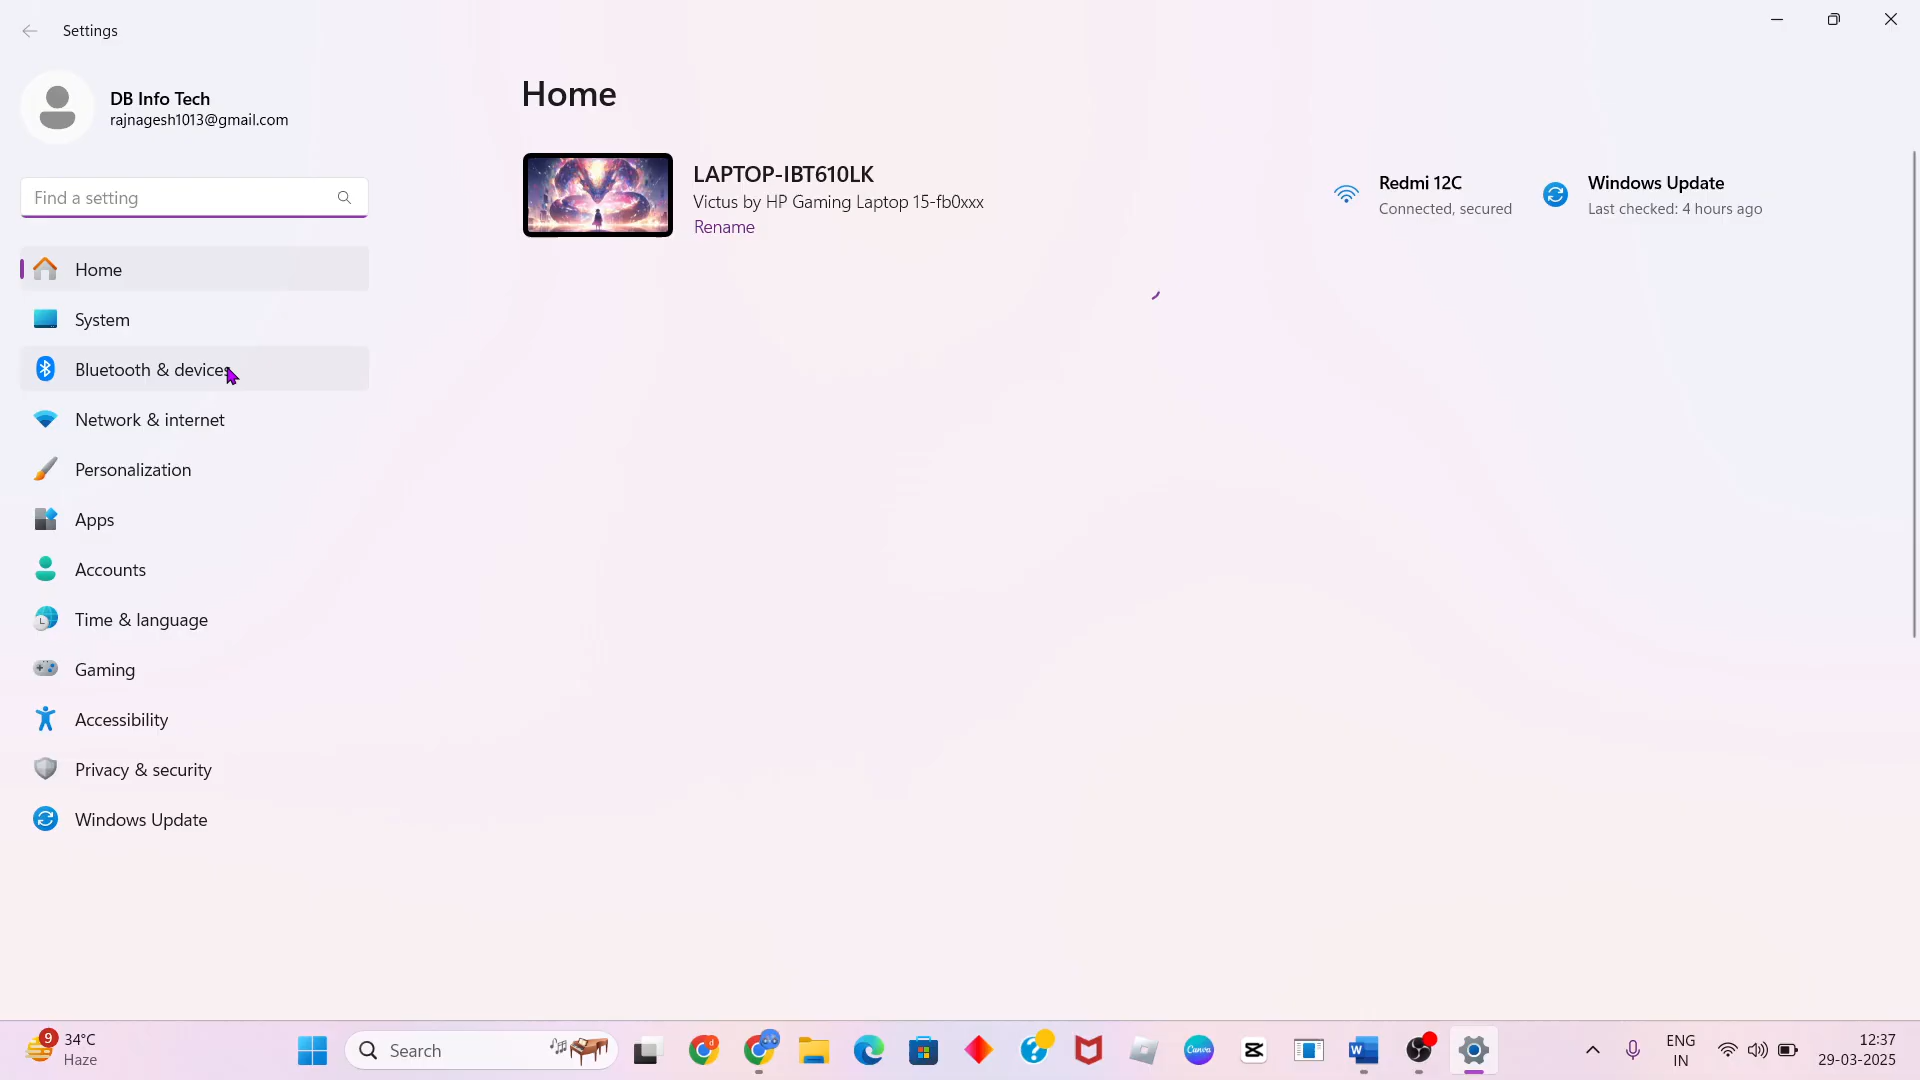 Settings
DB Info Tech
rajnagesh1013@gmail.com
Find a setting
Home
System
Bluetooth & devices
Network & internet
Personalization
Apps
Accounts
Time & language
Gaming
Accessibility
Privacy & security
Windows Update
Home
LAPTOP-IBT610LK
Victus by HP Gaming Laptop 15-fb0xxx
Rename
Redmi 12C
Connected, secured
Windows Update
Last checked: 4 hours ago
9
34°C
Haze
Search
d
Canva
W
ENG
IN
12:37
29-03-2025